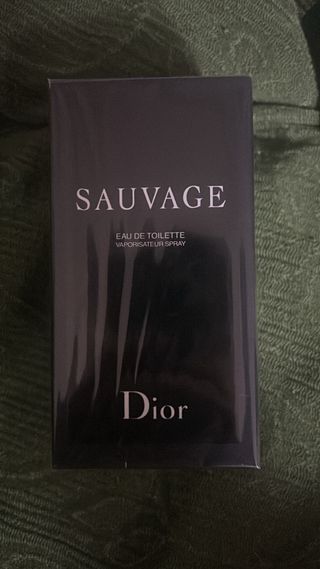 SAUVAGE
EAU DE TOILETTE
VAPORISATEUR SPRAY
Dior